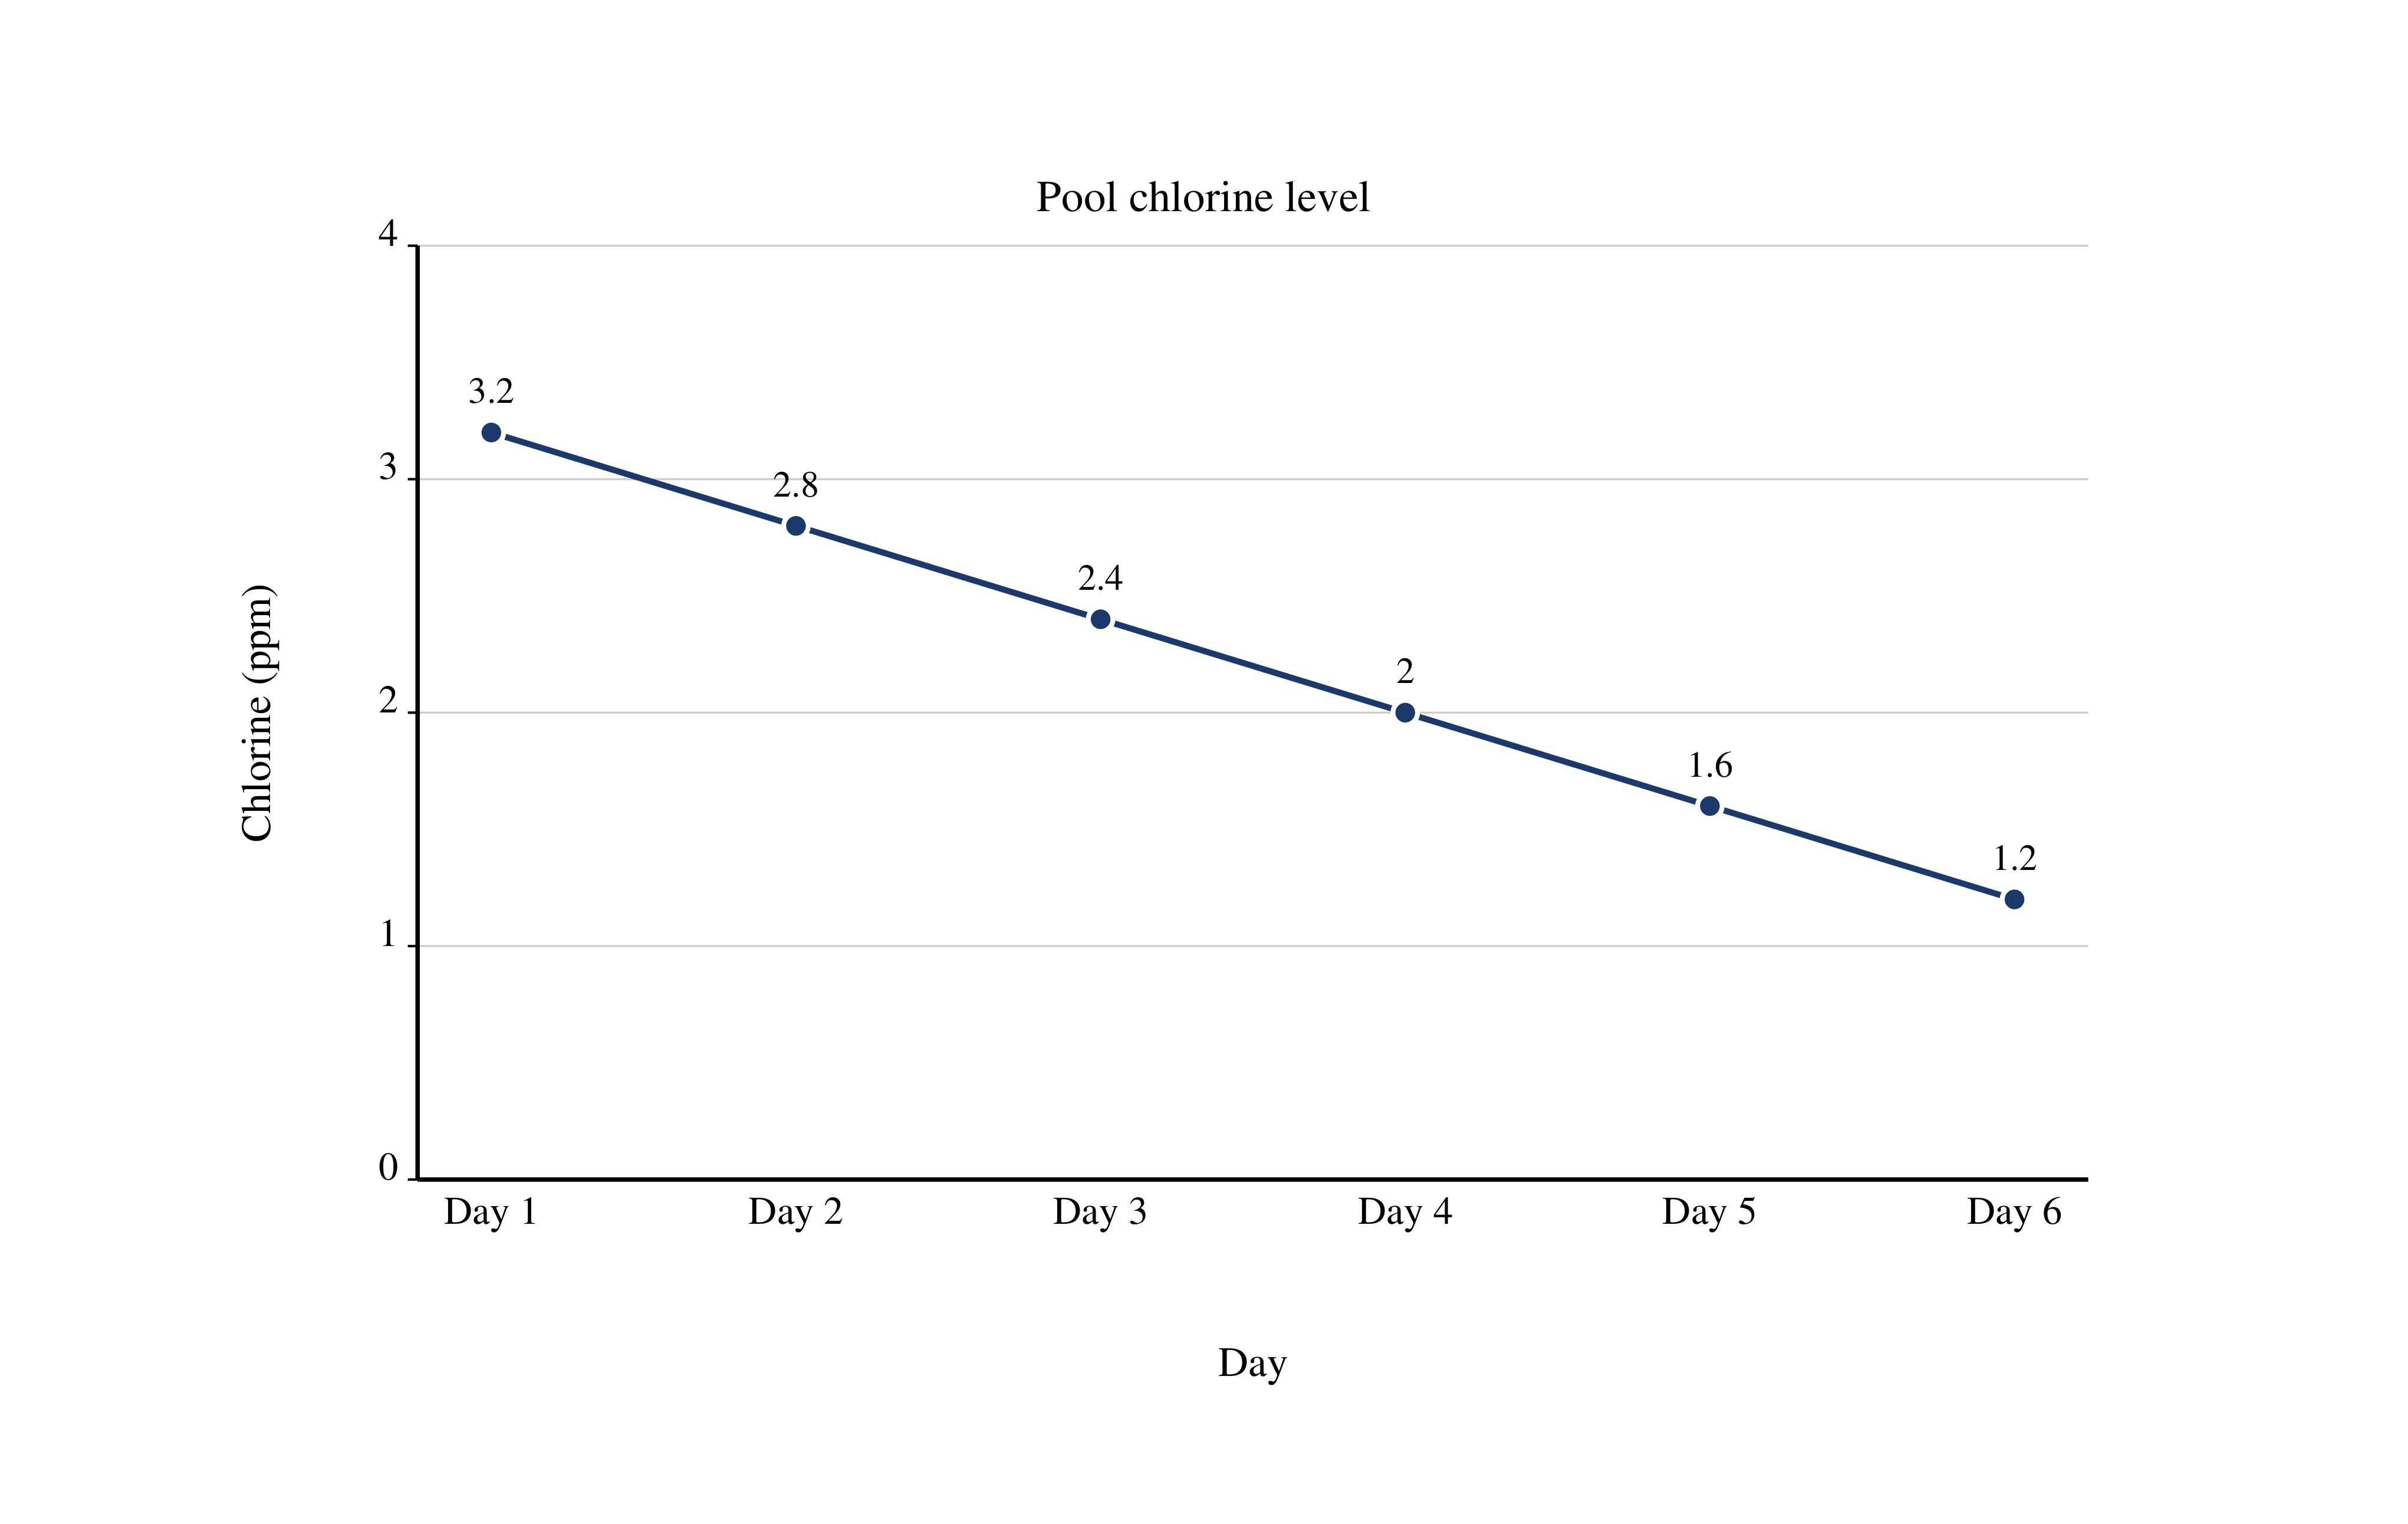 Pool chlorine level
4
3
2
1
0
Chlorine (ppm)
3.2
2.8
2.4
2
1.6
1.2
Day 1 Day 2 Day 3 Day 4 Day 5 Day 6
Day